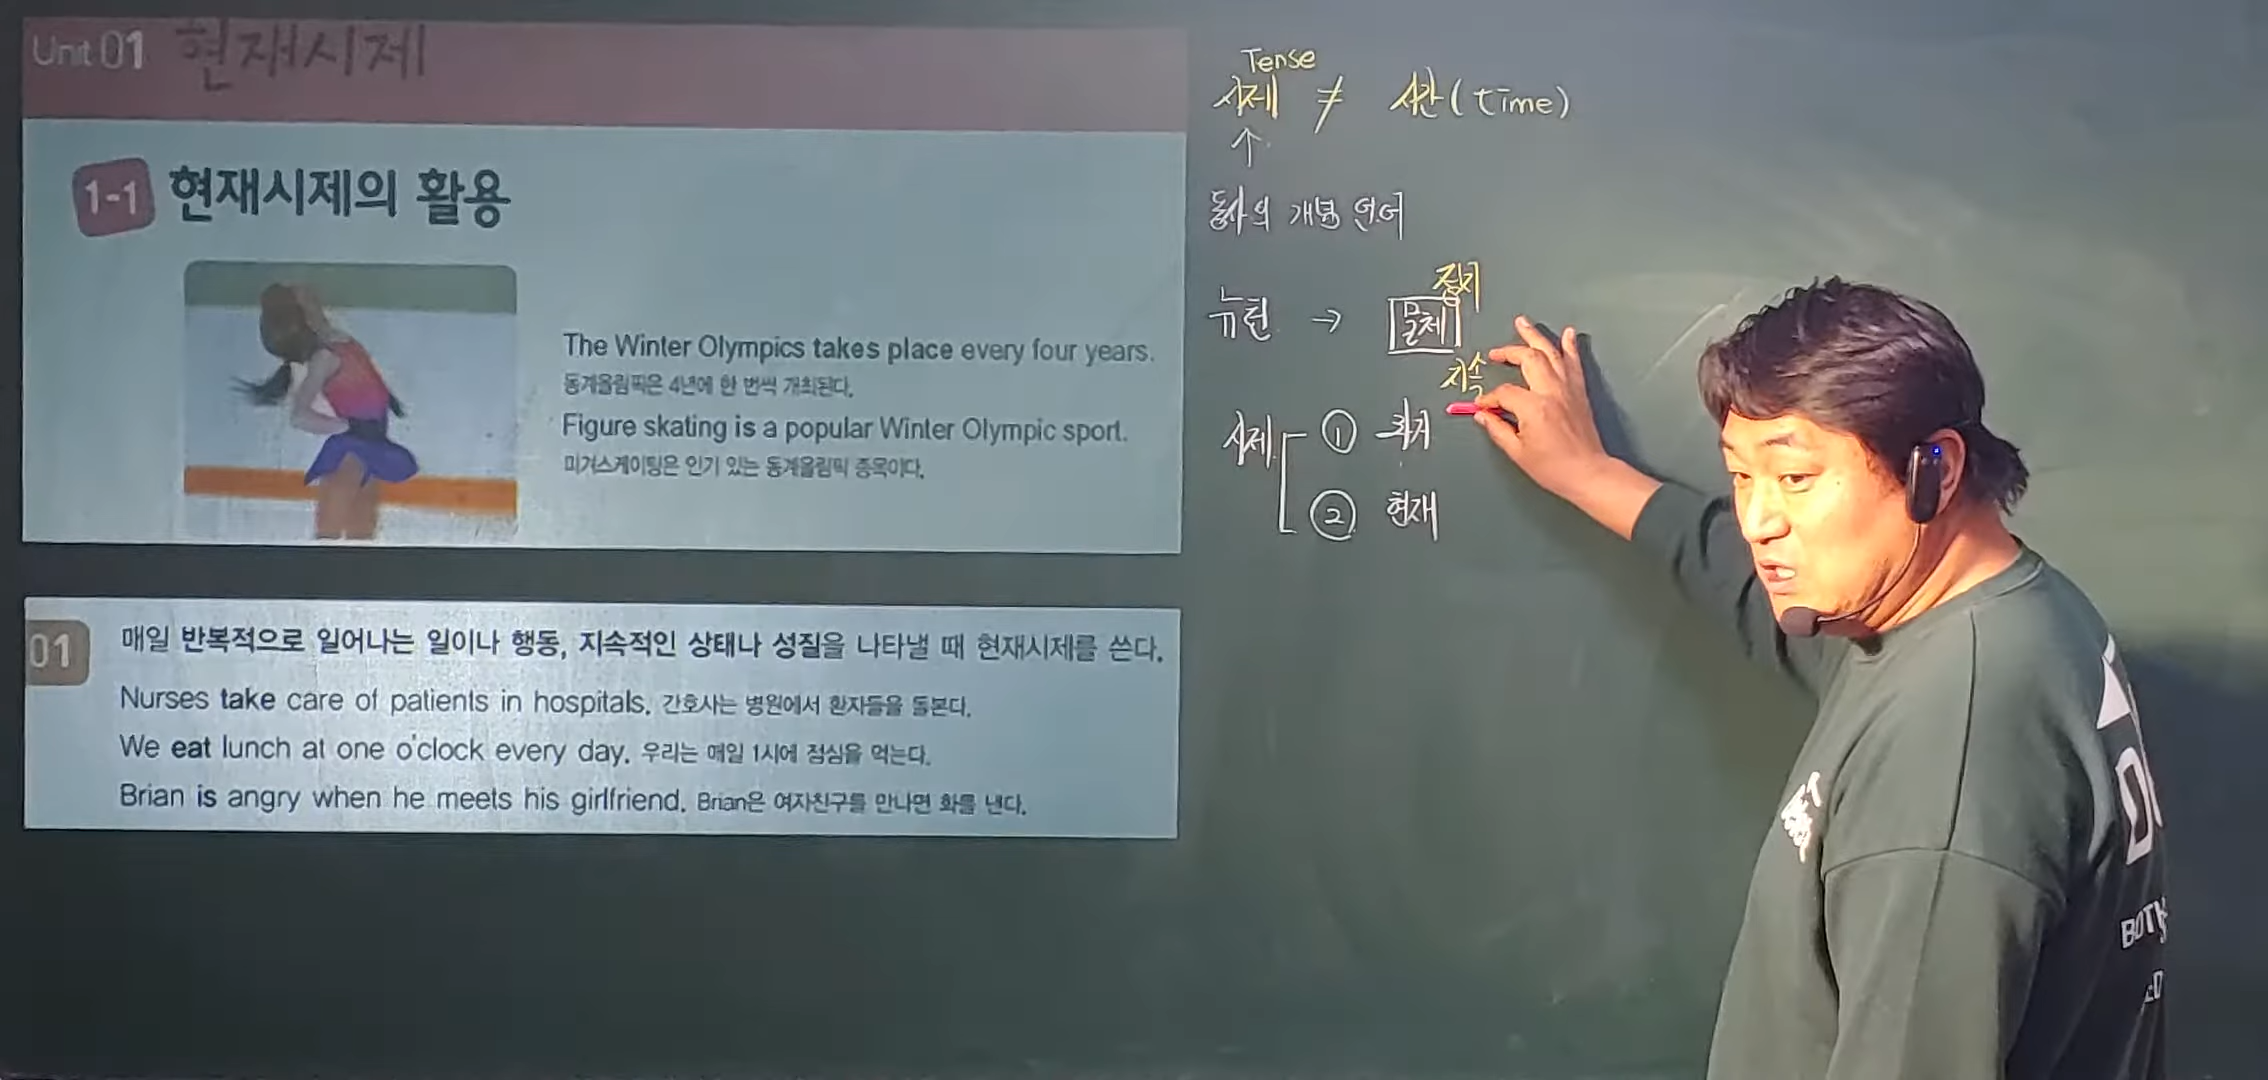 Unit 01 현재시제
1-1 현재시제의 활용
The Winter Olympics takes place every four years.
동계올림픽은 4년에 한 번씩 개최된다.
Figure skating is a popular Winter Olympic sport.
피겨스케이팅은 인기 있는 동계올림픽 종목이다.
01 매일 반복적으로 일어나는 일이나 행동, 지속적인 상태나 성질을 나타낼 때 현재시제를 쓴다.
Nurses take care of patients in hospitals. 간호사는 병원에서 환자들을 돌본다.
We eat lunch at one o'clock every day. 우리는 매일 1시에 점심을 먹는다.
Brian is angry when he meets his girlfriend. Brian은 여자친구를 만나면 화를 낸다.
Tense
시제 ≠ 시간(time)
↑
동사의 개념 언어
정지
뉴턴 → 물체
지속
시제 ① 과거
② 현재